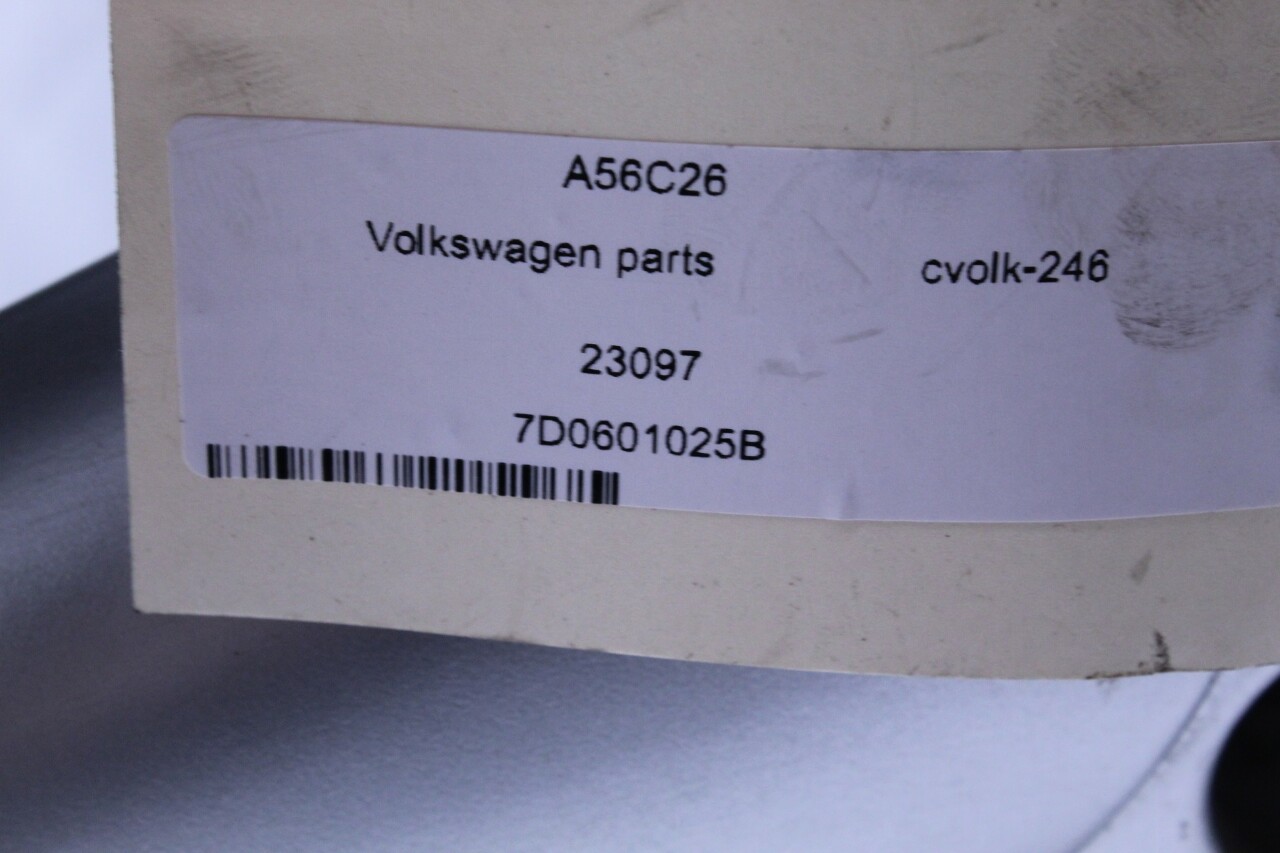 A56C26
Volkswagen parts cvolk-246
23097
7D0601025B